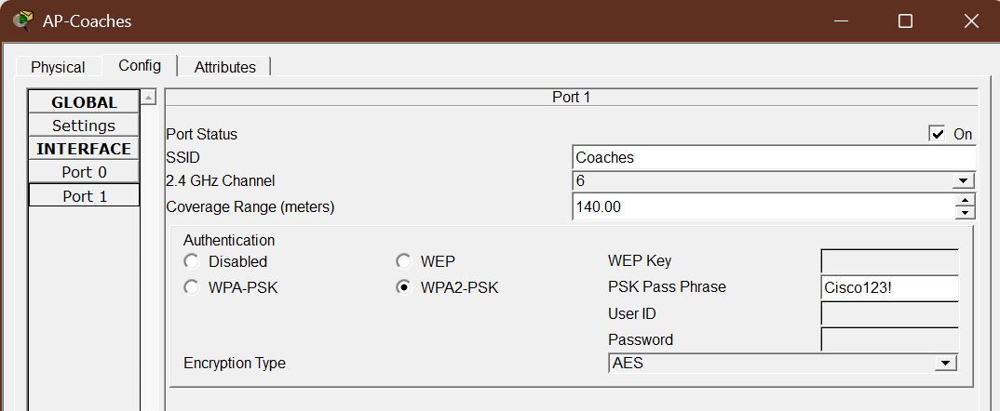 AP-Coaches
Physical Config Attributes
GLOBAL
Settings
INTERFACE
Port 0
Port 1
Port 1
Port Status On
SSID Coaches
2.4 GHz Channel 6
Coverage Range (meters) 140.00
Authentication
Disabled WEP WEP Key
WPA-PSK WPA2-PSK PSK Pass Phrase Cisco123!
User ID
Password
Encryption Type AES